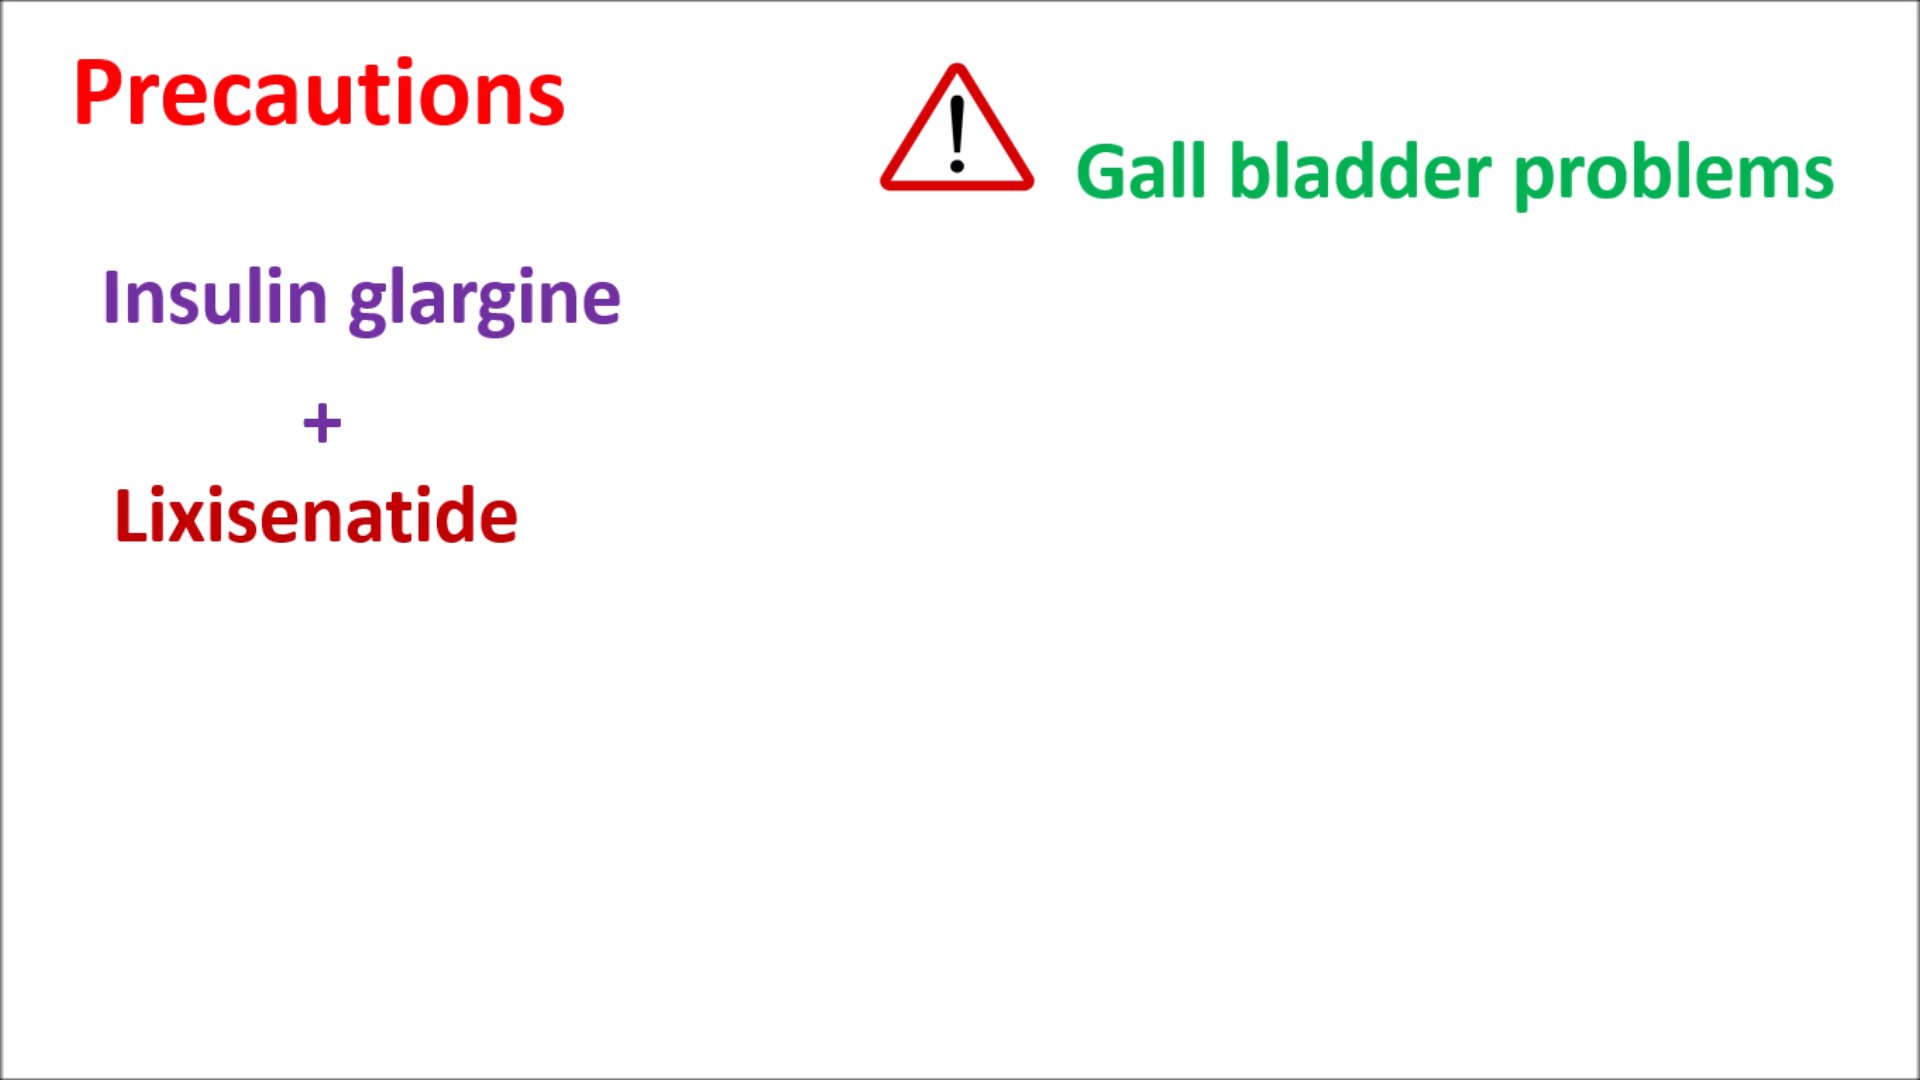 Precautions
Gall bladder problems
Insulin glargine
+
Lixisenatide